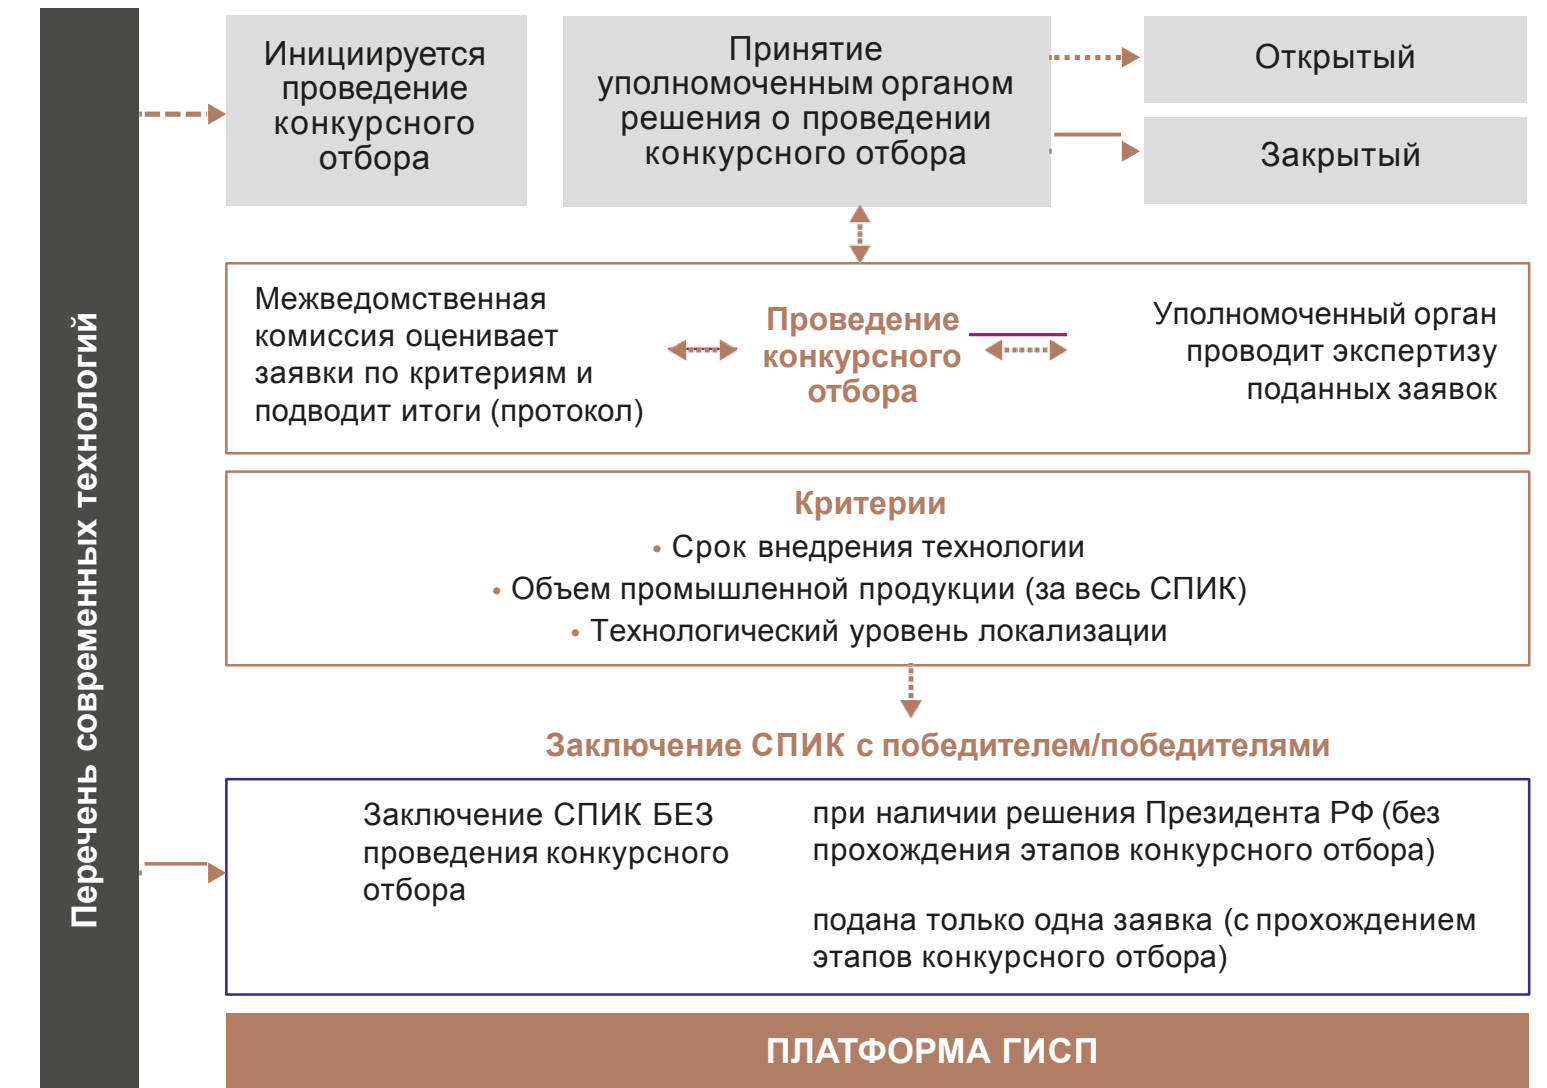 Перечень современных технологий
Инициируется
проведение
конкурсного
отбора
Принятие
уполномоченным органом
решения о проведении
конкурсного отбора
Открытый
Закрытый
Межведомственная
комиссия оценивает
заявки по критериям и
подводит итоги (протокол)
Проведение
конкурсного
отбора
Уполномоченный орган
проводит экспертизу
поданных заявок
Критерии
• Срок внедрения технологии
• Объем промышленной продукции (за весь СПИК)
• Технологический уровень локализации
Заключение СПИК с победителем/победителями
Заключение СПИК БЕЗ
проведения конкурсного
отбора
при наличии решения Президента РФ (без
прохождения этапов конкурсного отбора)
подана только одна заявка (с прохождением
этапов конкурсного отбора)
ПЛАТФОРМА ГИСП